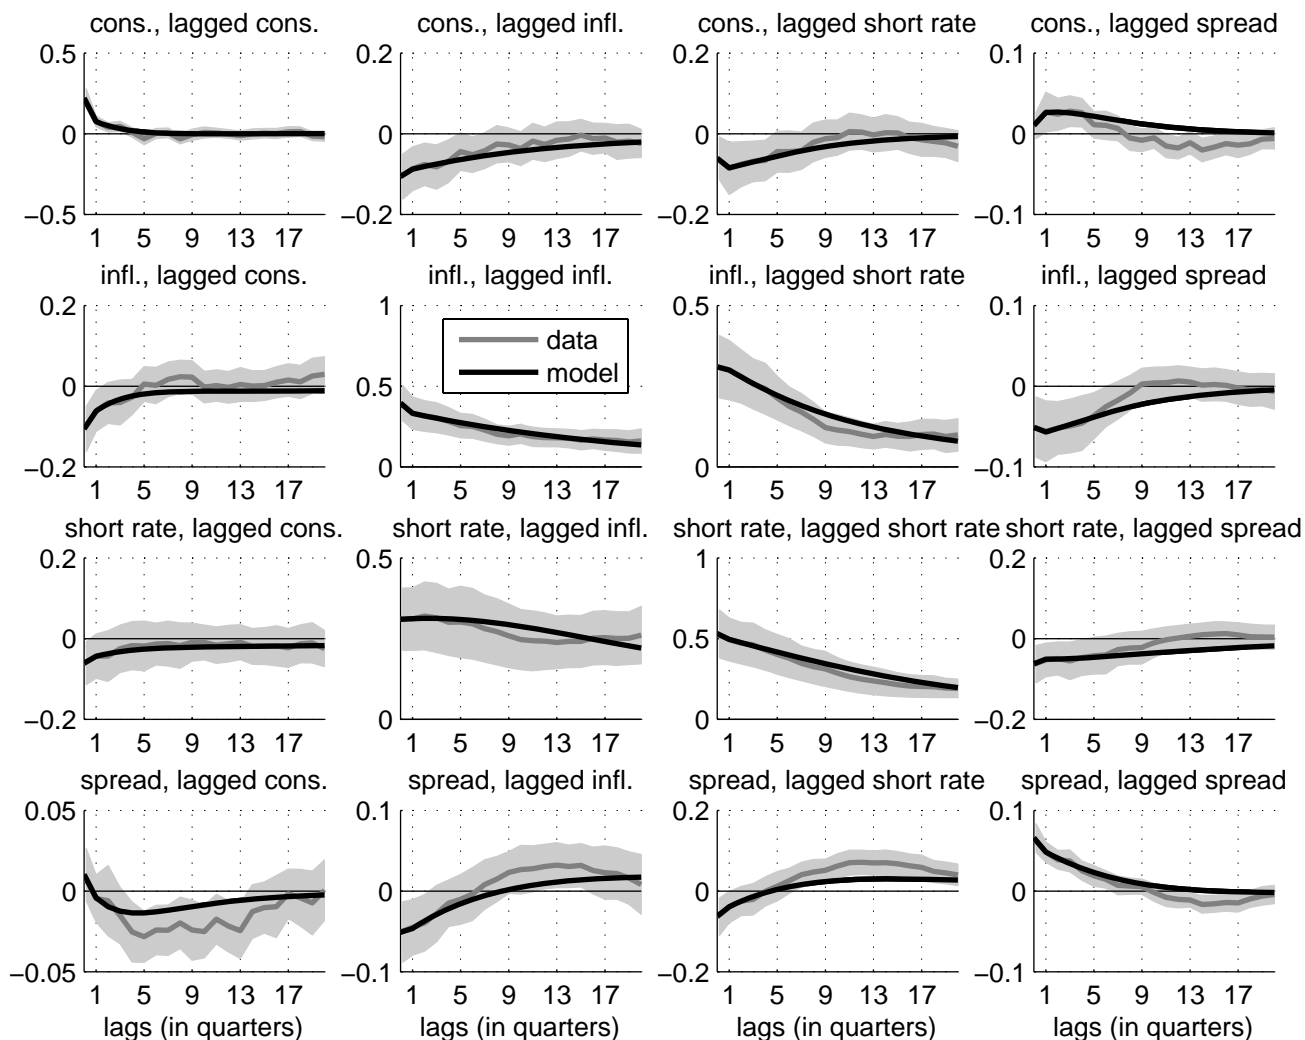 cons., lagged cons. cons., lagged infl. cons., lagged short rate cons., lagged spread
0.5 0.2 0.2 0.1
0 0 0 0
−0.5 −0.2 −0.2 −0.1
1 5 9 13 17 1 5 9 13 17 1 5 9 13 17 1 5 9 13 17
infl., lagged cons. infl., lagged infl. infl., lagged short rate infl., lagged spread
0.2 1 0.5 0.1
data
model
0 0.5 0
−0.2 0 0 −0.1
1 5 9 13 17 1 5 9 13 17 1 5 9 13 17 1 5 9 13 17
short rate, lagged cons. short rate, lagged infl. short rate, lagged short rate short rate, lagged spread
0.2 0.5 1 0.2
0 0.5 0
−0.2 0 0 −0.2
1 5 9 13 17 1 5 9 13 17 1 5 9 13 17 1 5 9 13 17
spread, lagged cons. spread, lagged infl. spread, lagged short rate spread, lagged spread
0.05 0.1 0.2 0.1
0 0 0 0
−0.05 −0.1 −0.2 −0.1
1 5 9 13 17 1 5 9 13 17 1 5 9 13 17 1 5 9 13 17
lags (in quarters) lags (in quarters) lags (in quarters) lags (in quarters)